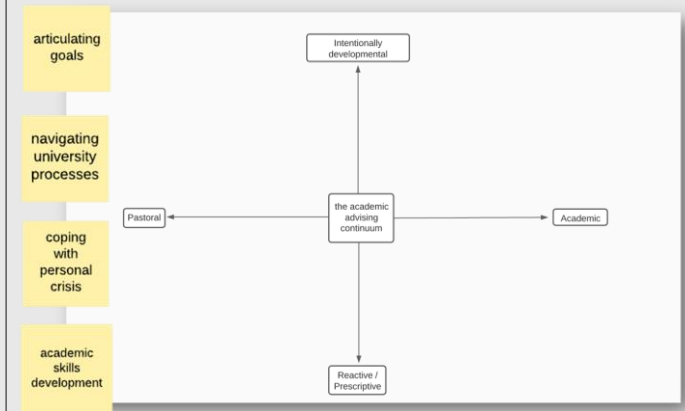 articulating
goals
navigating
university
processes
coping
with
personal
crisis
academic
skills
development
Intentionally
developmental
Pastoral
the academic
advising
continuum
Academic
Reactive /
Prescriptive